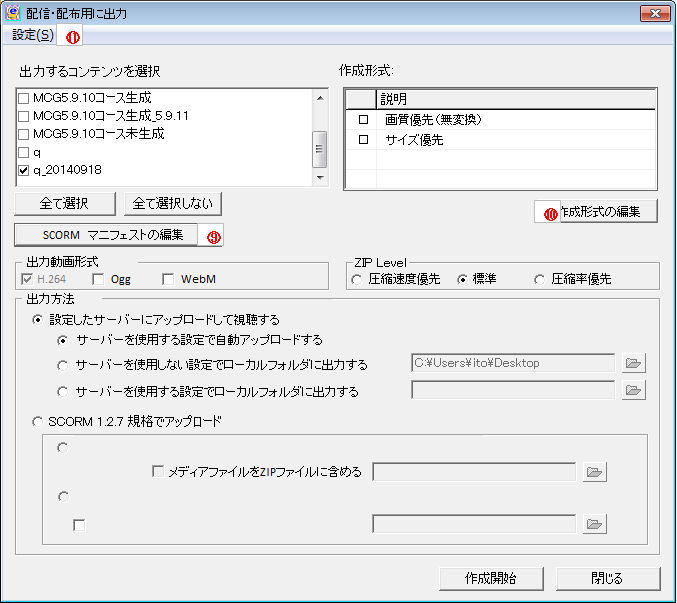 配信・配布用に出力
設定(S) ⑪
出力するコンテンツを選択
作成形式:
MCG5.9.10コース生成
MCG5.9.10コース生成_5.9.11
MCG5.9.10コース未生成
q
q_20140918
説明
画質優先(無変換)
サイズ優先
全て選択 全て選択しない
⑩ 作成形式の編集
SCORM マニフェストの編集 ⑨
出力動画形式
H.264 Ogg WebM
ZIP Level
圧縮速度優先 標準 圧縮率優先
出力方法
設定したサーバーにアップロードして視聴する
サーバーを使用する設定で自動アップロードする
サーバーを使用しない設定でローカルフォルダに出力する C:¥Users¥ito¥Desktop
サーバーを使用する設定でローカルフォルダに出力する
SCORM 1.2.7 規格でアップロード
メディアファイルをZIPファイルに含める
作成開始 閉じる